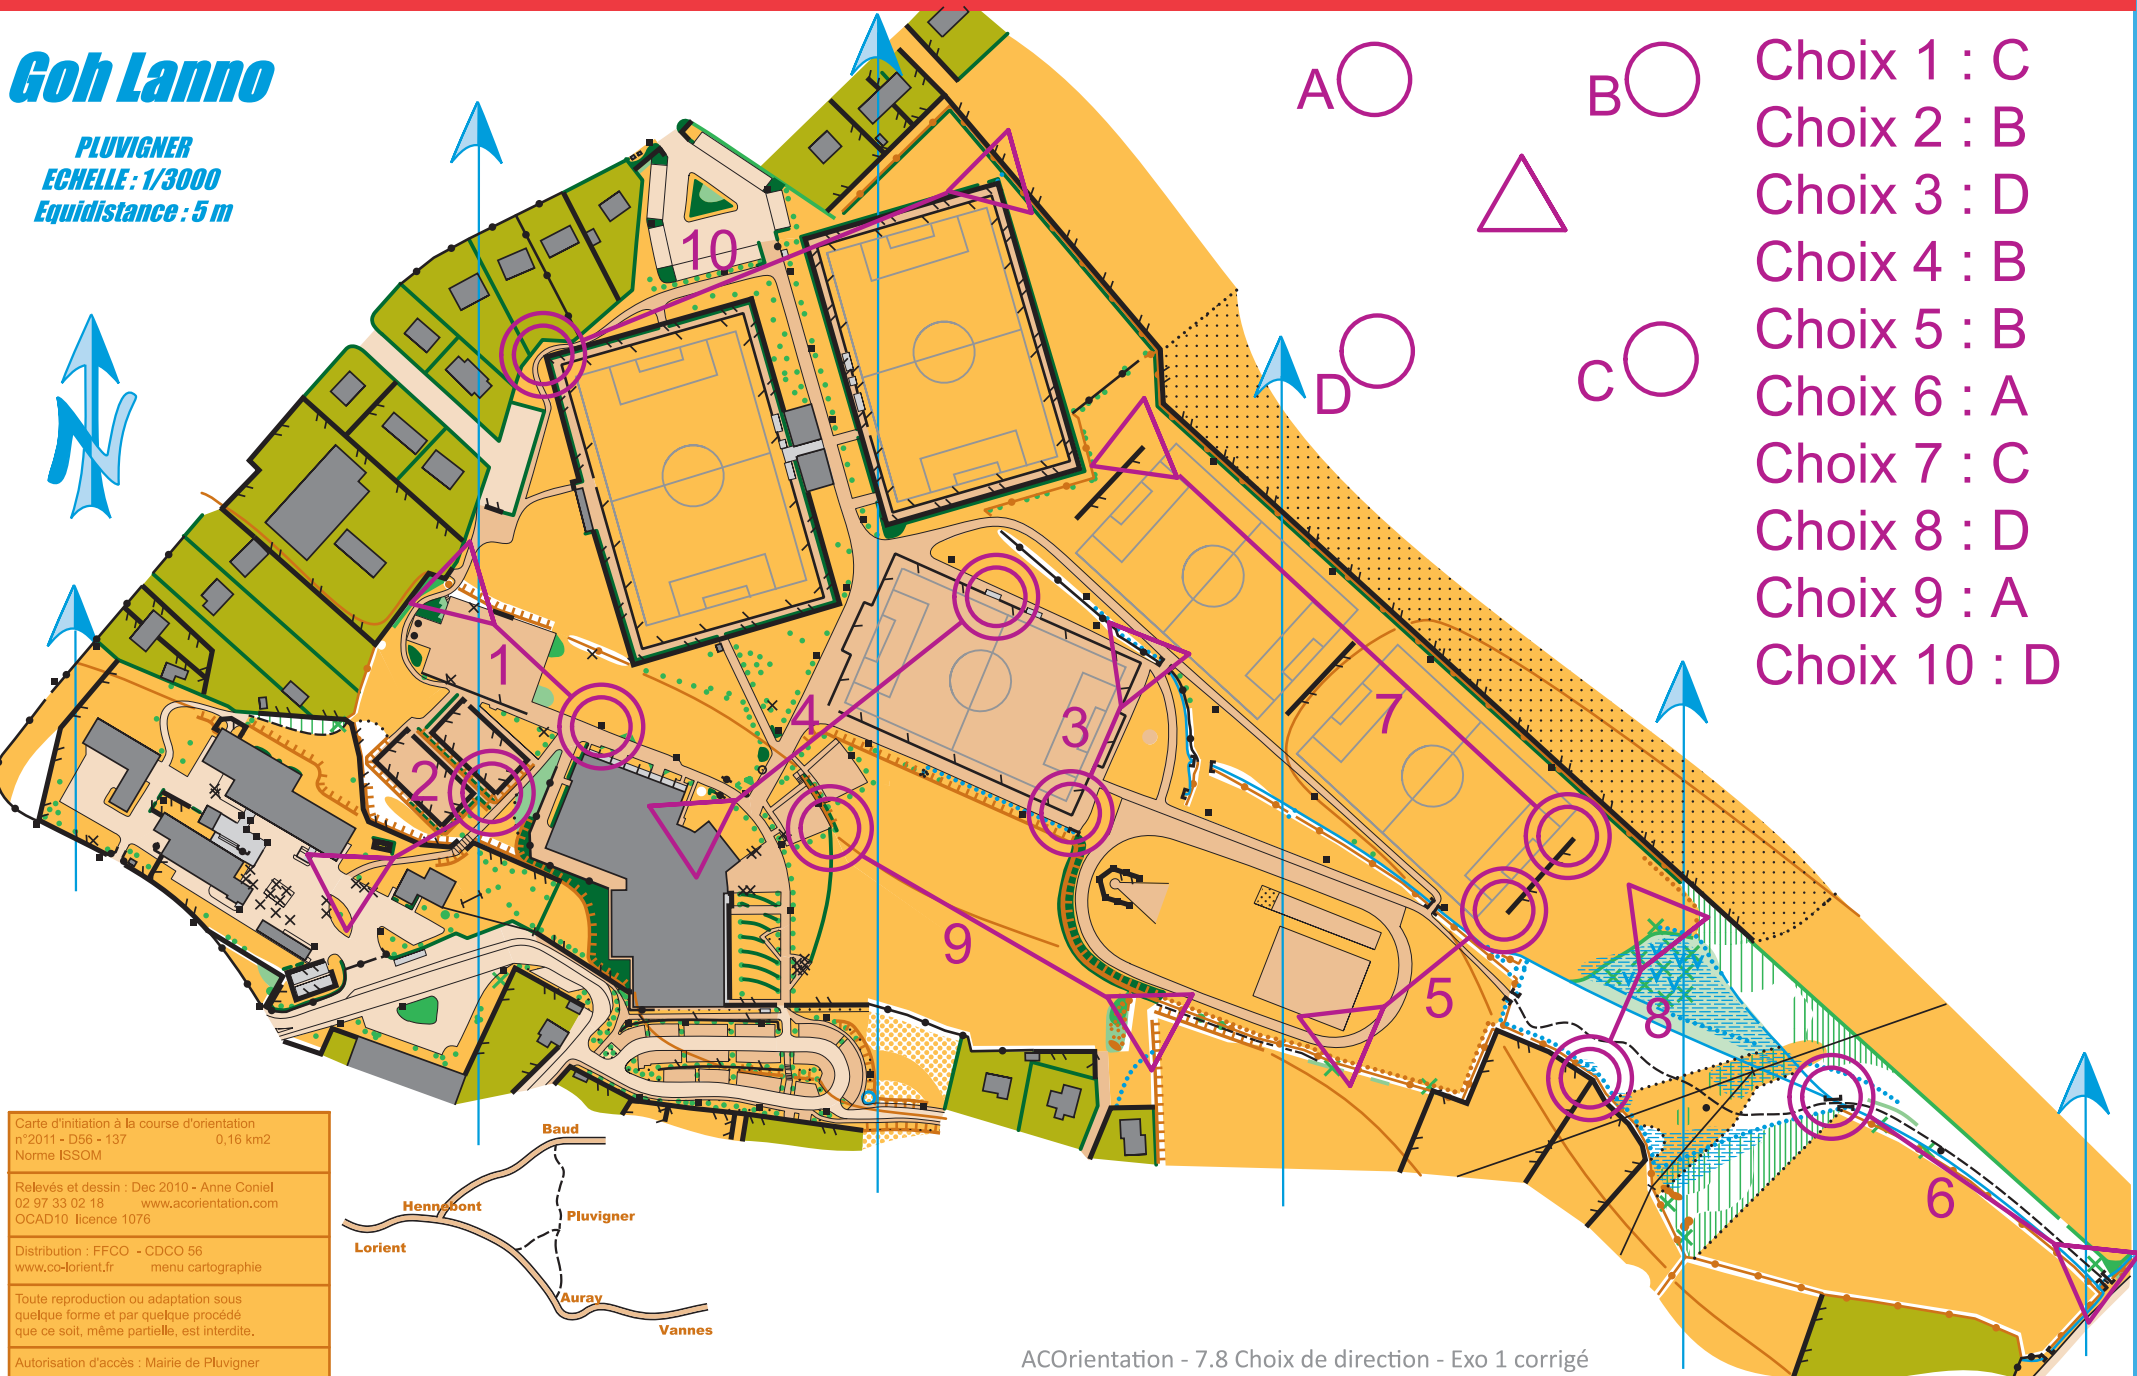 Goh Lanno
PLUVIGNER
ECHELLE : 1/3000
Equidistance : 5 m
N
A
B
D
C
Choix 1 : C
Choix 2 : B
Choix 3 : D
Choix 4 : B
Choix 5 : B
Choix 6 : A
Choix 7 : C
Choix 8 : D
Choix 9 : A
Choix 10 : D
10
1
2
4
3
7
9
5
8
6
Carte d'initiation à la course d'orientation
n°2011 - D56 - 137 0,16 km2
Norme ISSOM
Relevés et dessin : Dec 2010 - Anne Coniel
02 97 33 02 18 www.acorientation.com
OCAD10 licence 1076
Distribution : FFCO - CDCO 56
www.co-lorient.fr menu cartographie
Toute reproduction ou adaptation sous
quelque forme et par quelque procédé
que ce soit, même partielle, est interdite.
Autorisation d'accès : Mairie de Pluvigner
Baud
Hennebont
Pluvigner
Lorient
Auray
Vannes
ACOrientation - 7.8 Choix de direction - Exo 1 corrigé